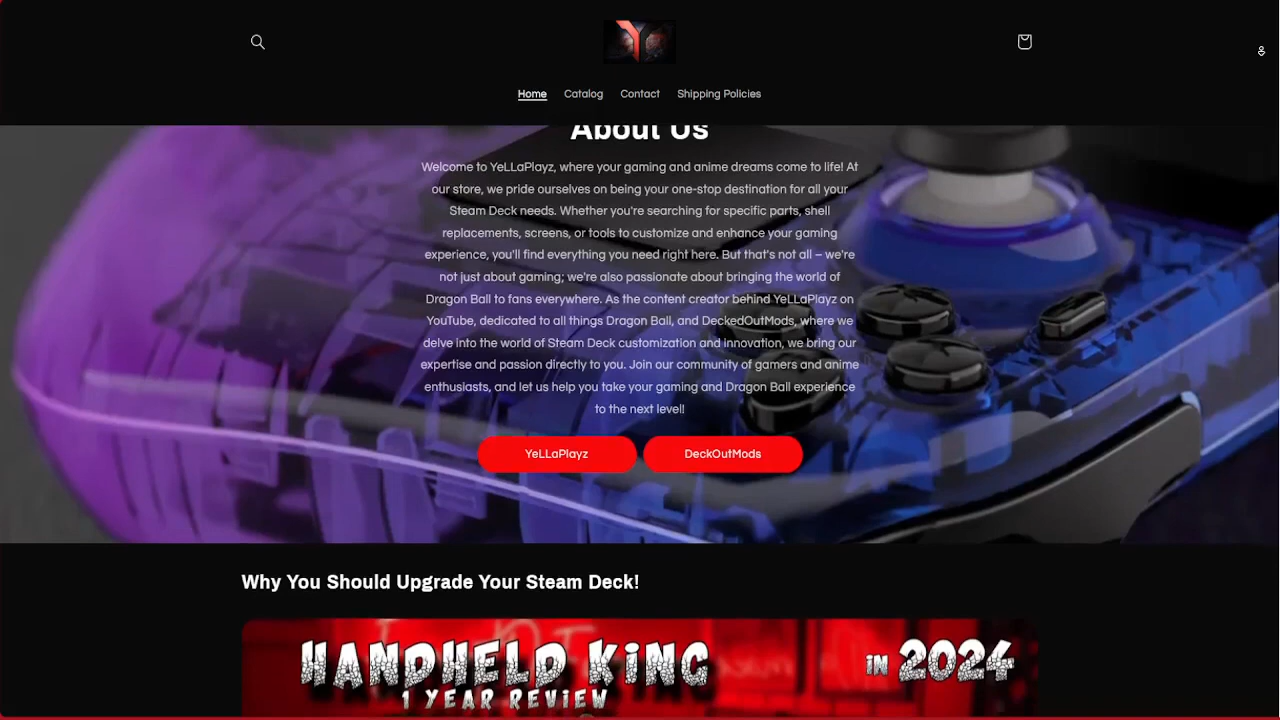 Home Catalog Contact Shipping Policies
About Us
Welcome to YeLLaPlayz, where your gaming and anime dreams come to life! At
our store, we pride ourselves on being your one-stop destination for all your
Steam Deck needs. Whether you're searching for specific parts, shell
replacements, screens, or tools to customize and enhance your gaming
experience, you'll find everything you need right here. But that's not all – we're
not just about gaming; we're also passionate about bringing the world of
Dragon Ball to fans everywhere. As the content creator behind YeLLaPlayz on
YouTube, dedicated to all things Dragon Ball, and DeckedOutMods, where we
delve into the world of Steam Deck customization and innovation, we bring our
expertise and passion directly to you. Join our community of gamers and anime
enthusiasts, and let us help you take your gaming and Dragon Ball experience
to the next level!
YeLLaPlayz DeckOutMods
Why You Should Upgrade Your Steam Deck!
HANDHELD KiNG iN 2024
1 YEAR REViEW